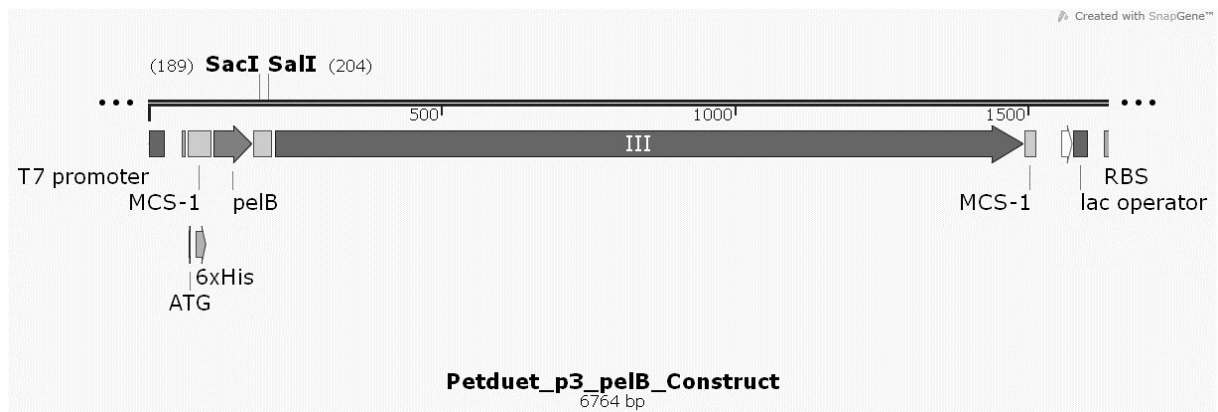 Created with SnapGene™
(189) SacI SalI (204)
500 1000 1500
III
T7 promoter RBS
MCS-1 pelB MCS-1 lac operator
6xHis
ATG
Petduet_p3_pelB_Construct
6764 bp